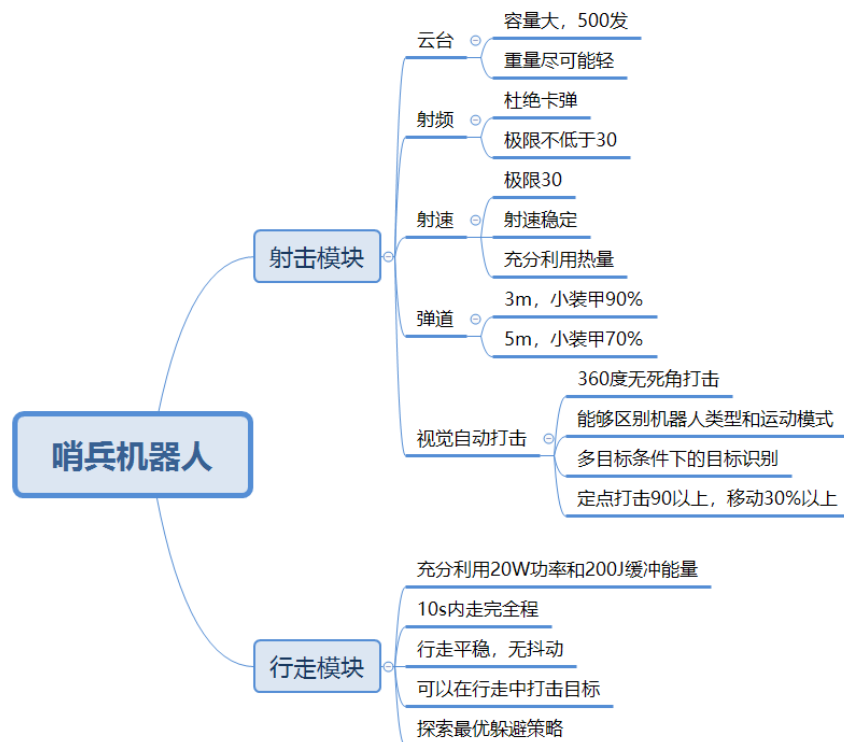 哨兵机器人
射击模块
云台
容量大，500发
重量尽可能轻
射频
杜绝卡弹
极限不低于30
射速
极限30
射速稳定
充分利用热量
弹道
3m，小装甲90%
5m，小装甲70%
视觉自动打击
360度无死角打击
能够区别机器人类型和运动模式
多目标条件下的目标识别
定点打击90以上，移动30%以上
行走模块
充分利用20W功率和200J缓冲能量
10s内走完全程
行走平稳，无抖动
可以在行走中打击目标
探索最优躲避策略